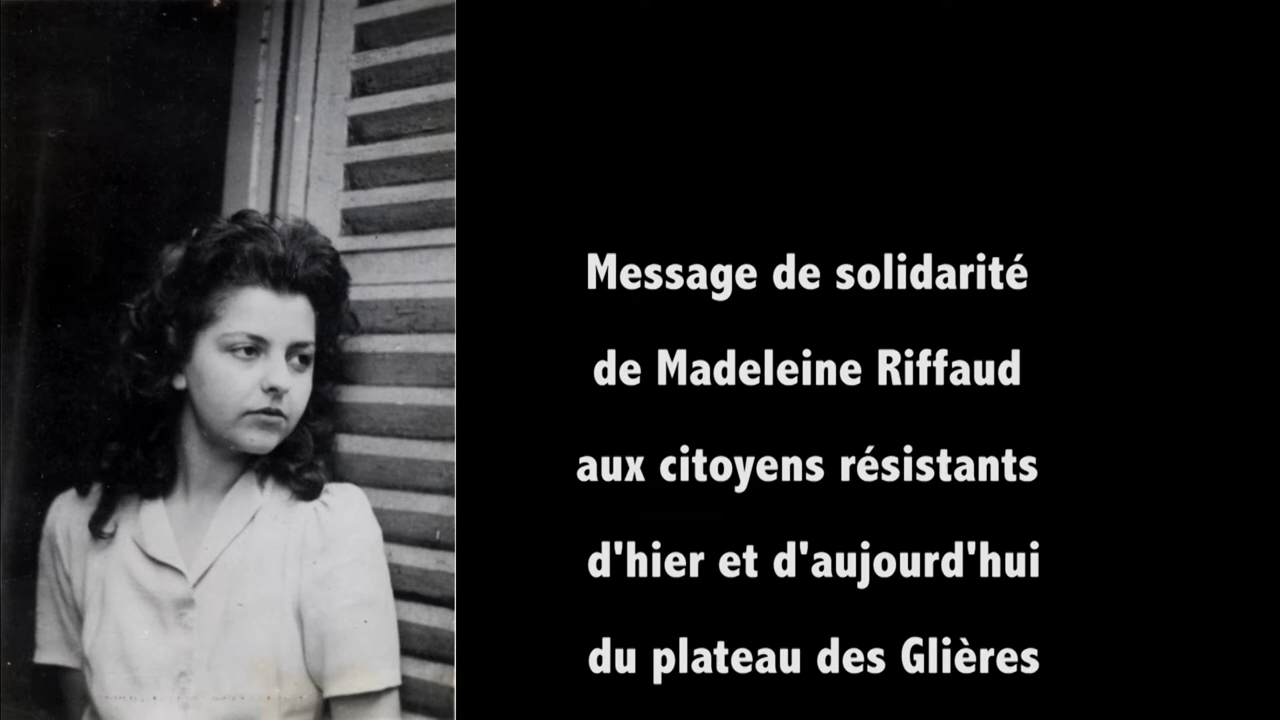 Message de solidarité
de Madeleine Riffaud
aux citoyens résistants
d'hier et d'aujourd'hui
du plateau des Glières